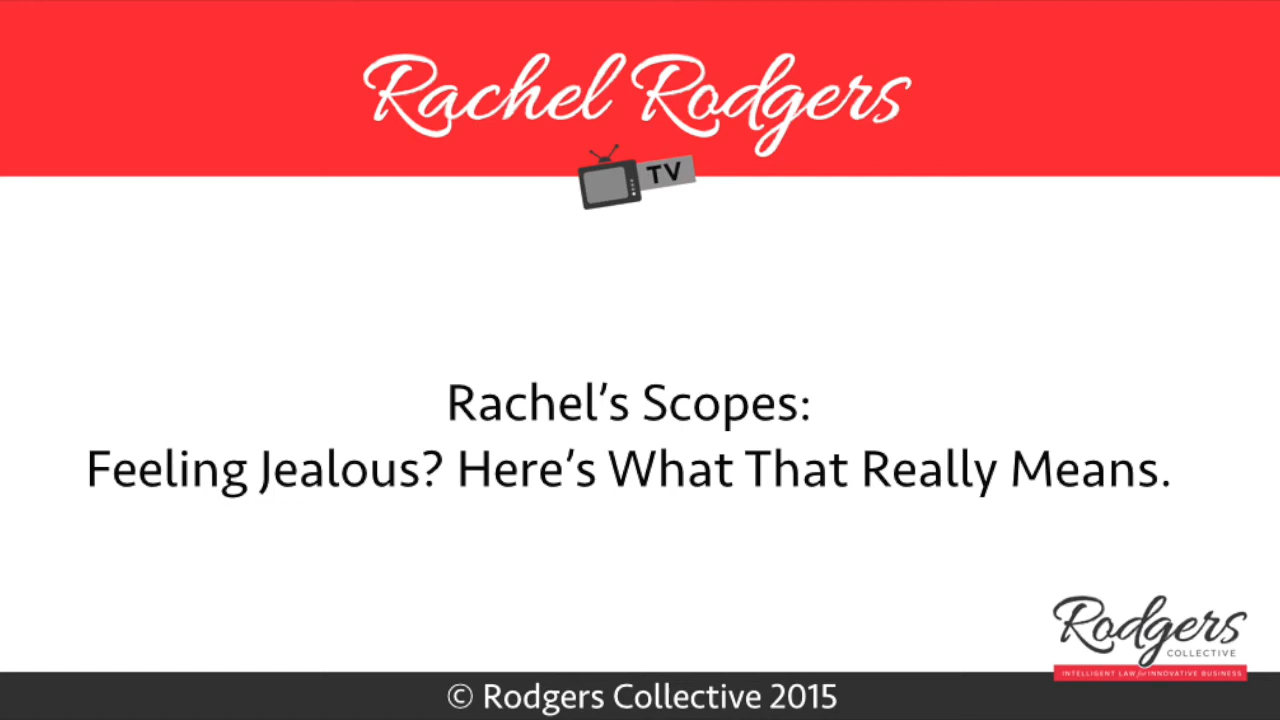 Rachel Rodgers
TV
Rachel's Scopes:
Feeling Jealous? Here's What That Really Means.
Rodgers
COLLECTIVE
INTELLIGENT LAW for INNOVATIVE BUSINESS
© Rodgers Collective 2015